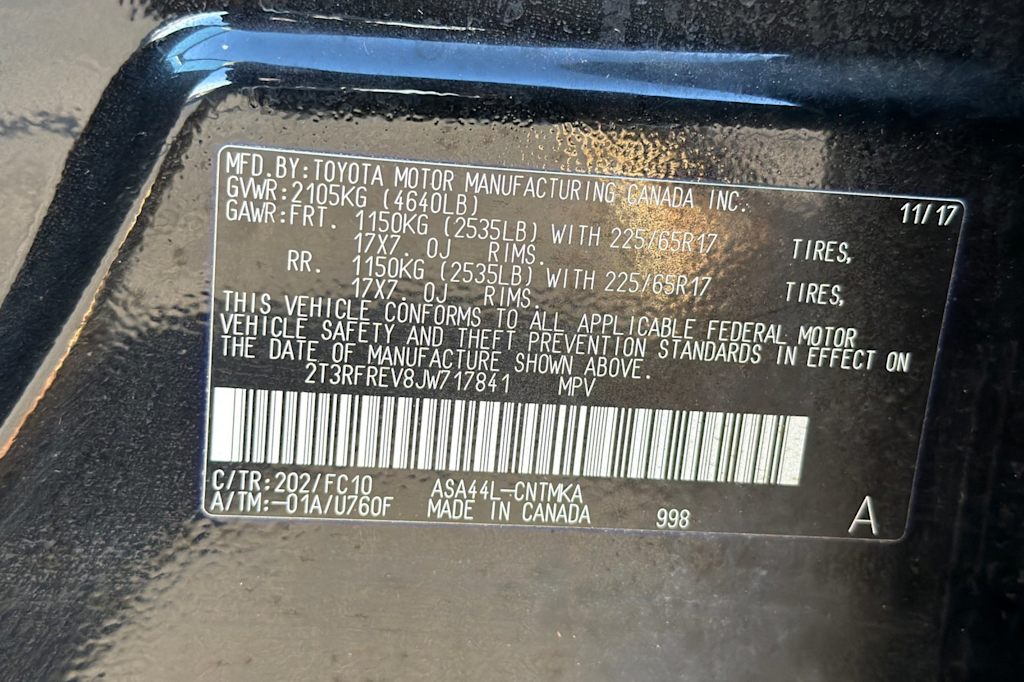 MFD.BY:TOYOTA MOTOR MANUFACTURING CANADA INC. 11/17
GVWR:2105KG (4640LB)
GAWR:FRT. 1150KG (2535LB) WITH 225/65R17 TIRES,
17X7.0J RIMS.
RR. 1150KG (2535LB) WITH 225/65R17 TIRES,
17X7.0J RIMS.
THIS VEHICLE CONFORMS TO ALL APPLICABLE FEDERAL MOTOR
VEHICLE SAFETY AND THEFT PREVENTION STANDARDS IN EFFECT ON
THE DATE OF MANUFACTURE SHOWN ABOVE.
2T3RFREV8JW717841 MPV
C/TR:202/FC10 ASA44L-CNTMKA
A/TM:-01A/U760F MADE IN CANADA 998 A